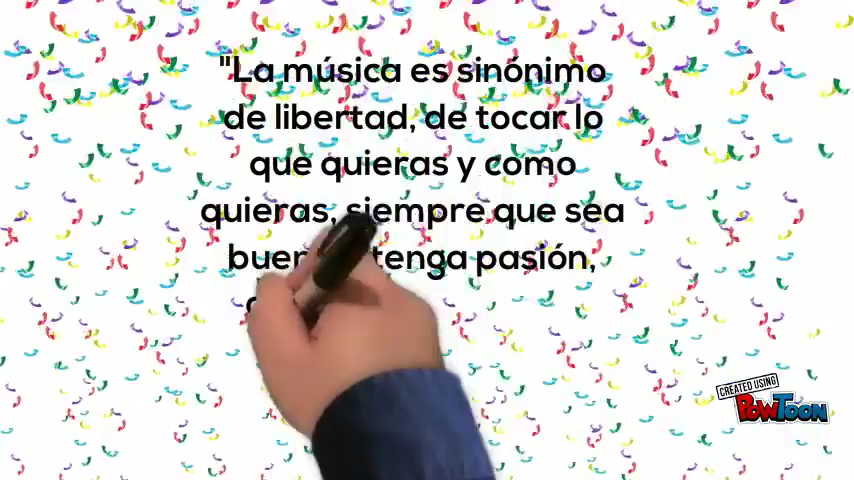 "La música es sinónimo
de libertad, de tocar lo
que quieras y como
quieras, siempre que sea
tenga pasión,
CREATED USING
POWTOON